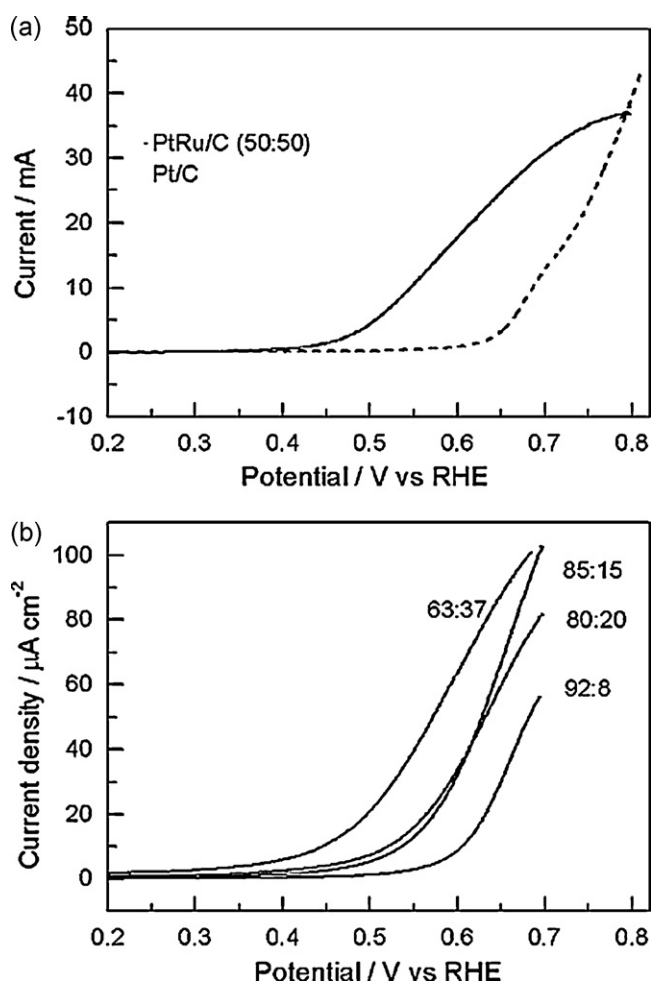 (a)
50
40
30
20
10
0
-10
Current / mA
- PtRu/C (50:50)
Pt/C
0.2 0.3 0.4 0.5 0.6 0.7 0.8
Potential / V vs RHE
(b)
100
80
60
40
20
0
Current density / μA cm⁻²
63:37
85:15
80:20
92:8
0.2 0.3 0.4 0.5 0.6 0.7 0.8
Potential / V vs RHE